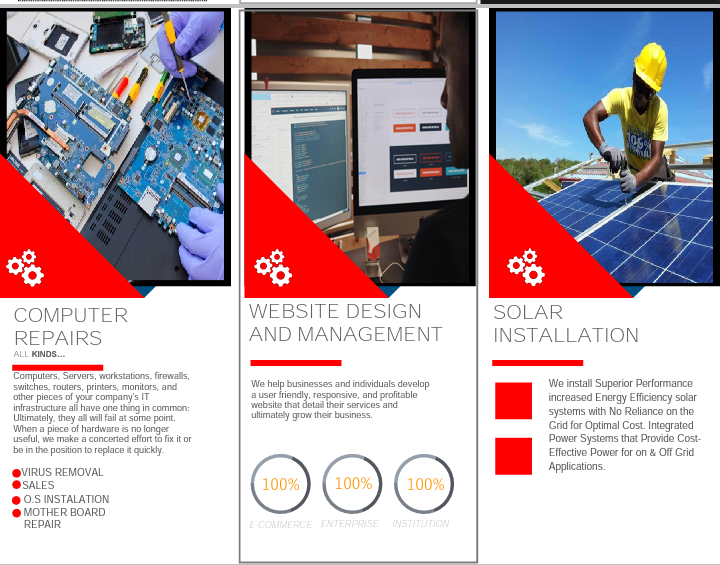 COMPUTER
REPAIRS
ALL KINDS...
Computers, Servers, workstations, firewalls,
switches, routers, printers, monitors, and
other pieces of your company's IT
infrastructure all have one thing in common:
Ultimately, they all will fail at some point.
When a piece of hardware is no longer
useful, we make a concerted effort to fix it or
be in the position to replace it quickly.
VIRUS REMOVAL
SALES
O.S INSTALATION
MOTHER BOARD
REPAIR
WEBSITE DESIGN
AND MANAGEMENT
We help businesses and individuals develop
a user friendly, responsive, and profitable
website that detail their services and
ultimately grow their business.
100% 100% 100%
E-COMMERCE ENTERPRISE INSTITUTION
SOLAR
INSTALLATION
We install Superior Performance
increased Energy Efficiency solar
systems with No Reliance on the
Grid for Optimal Cost. Integrated
Power Systems that Provide Cost-
Effective Power for on & Off Grid
Applications.